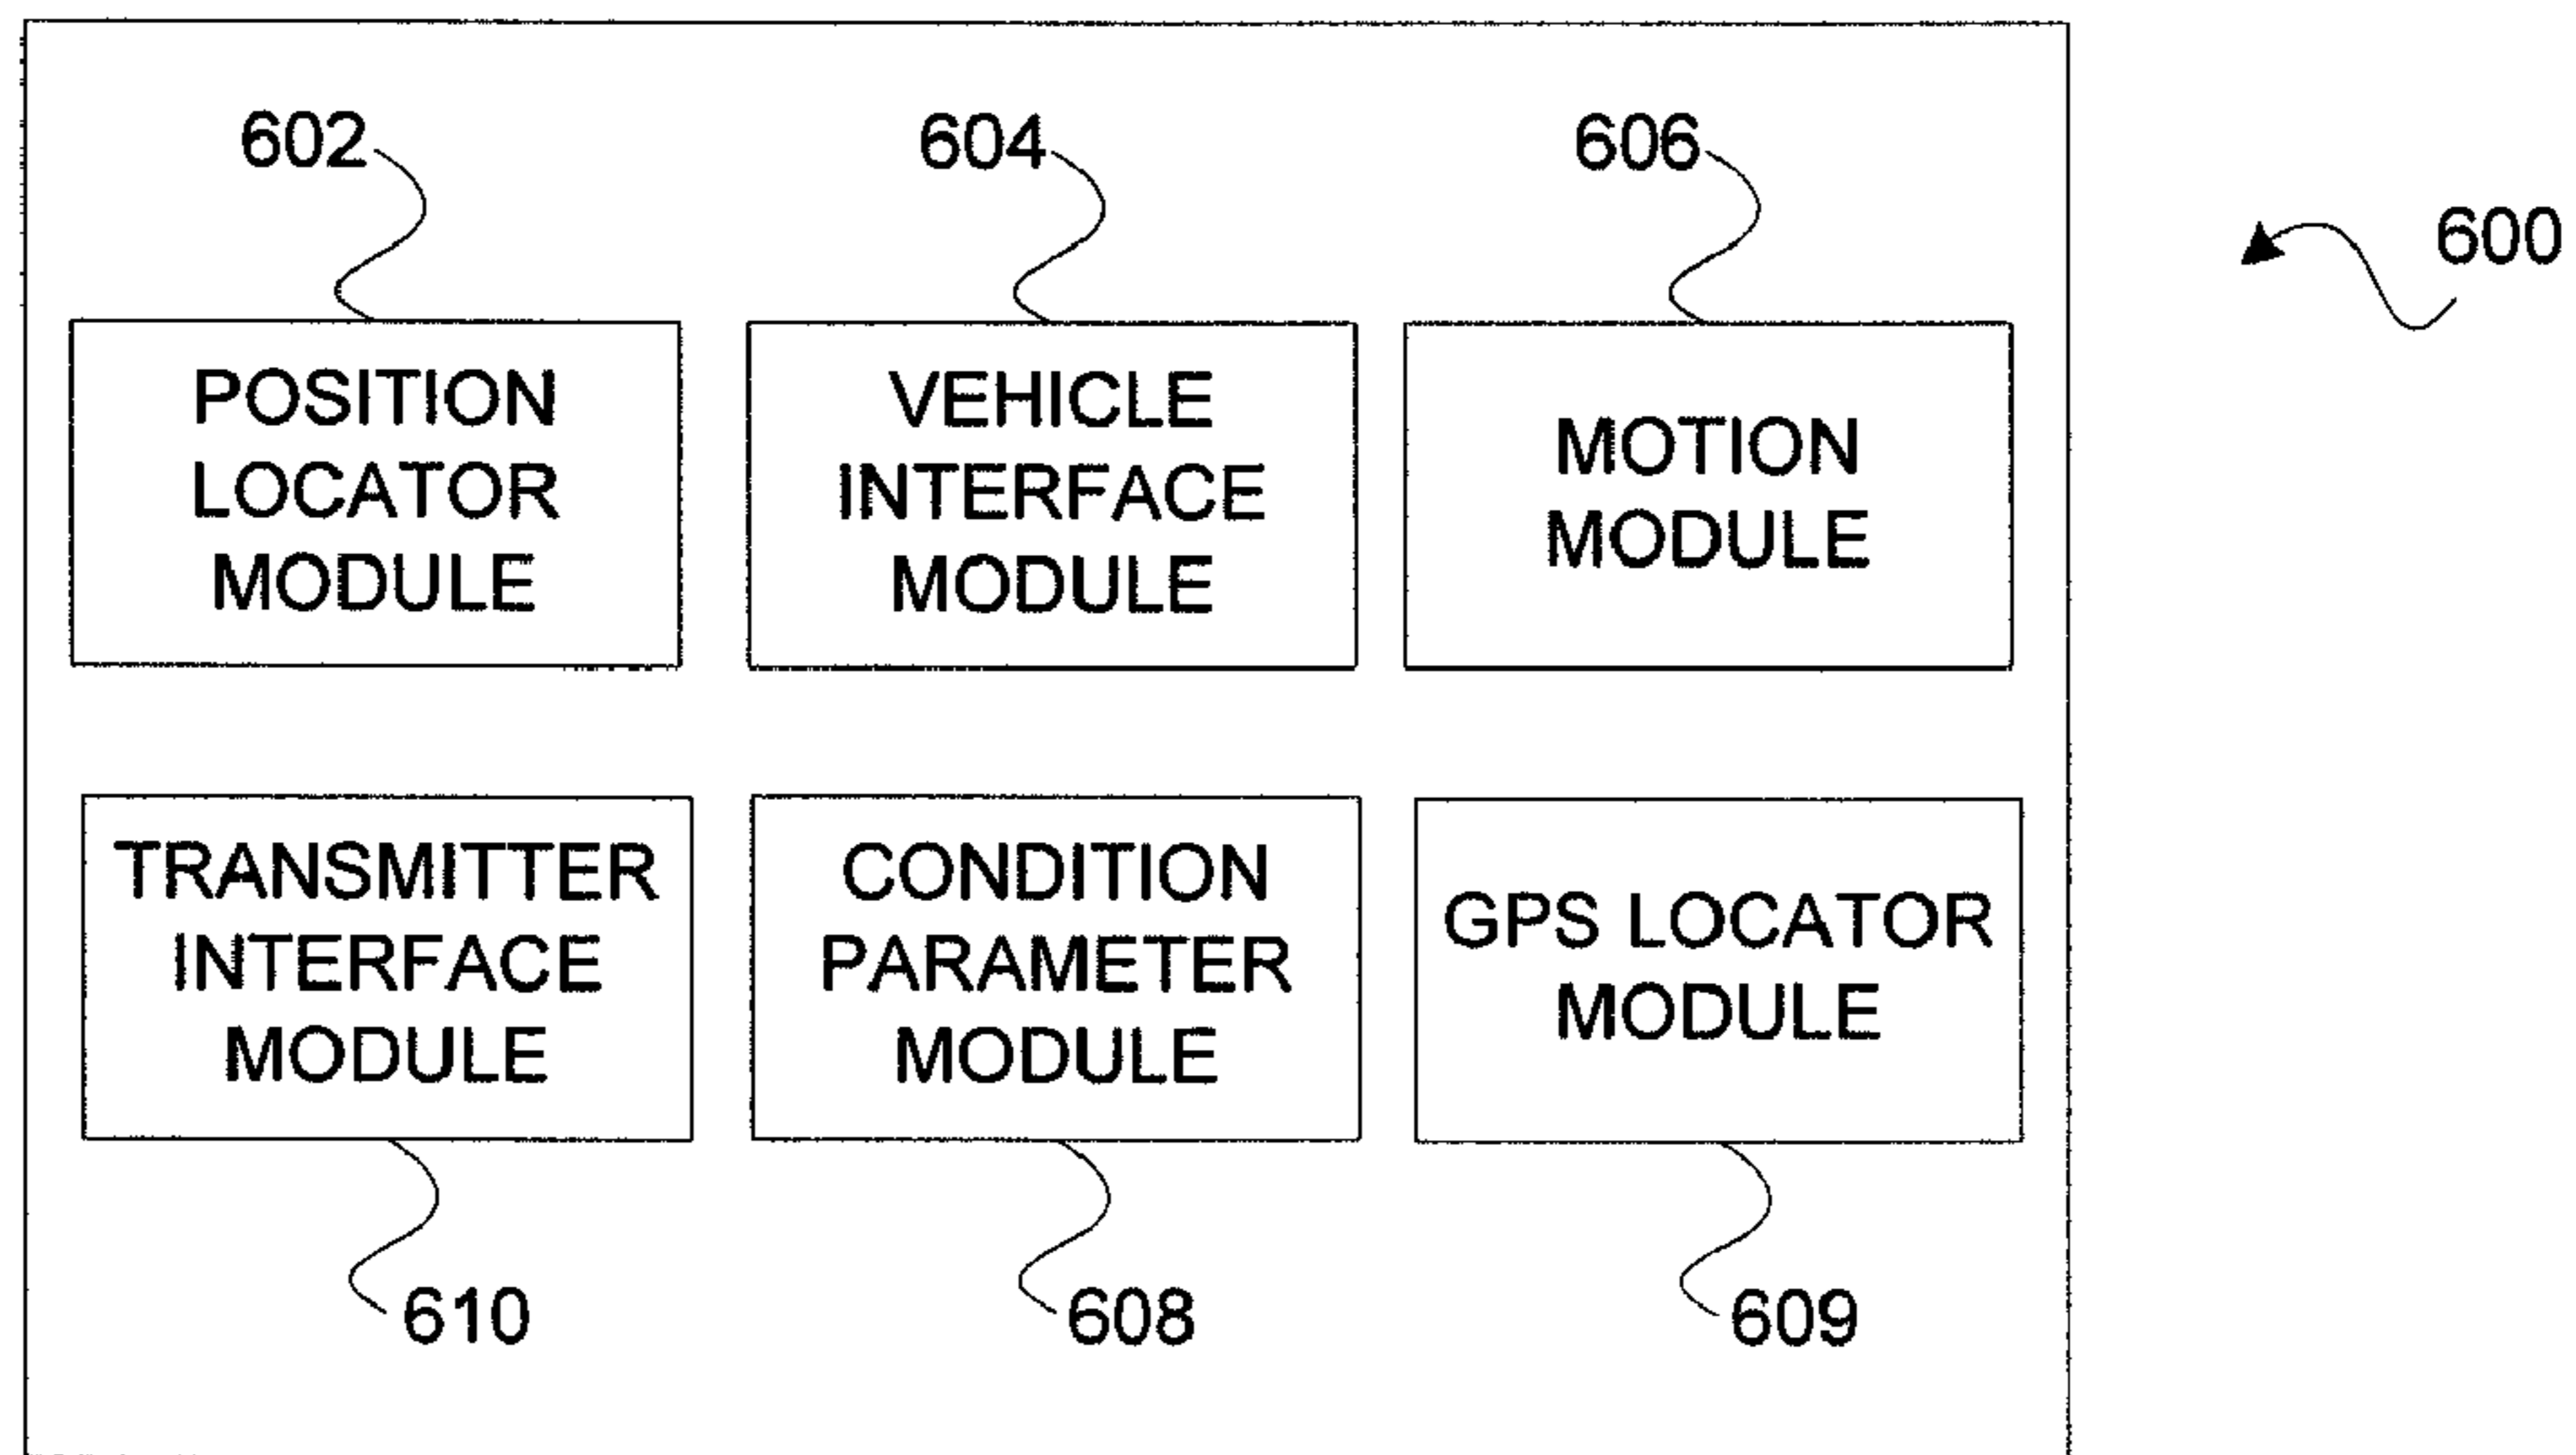 602
604
606
600
POSITION
LOCATOR
MODULE
VEHICLE
INTERFACE
MODULE
MOTION
MODULE
TRANSMITTER
INTERFACE
MODULE
CONDITION
PARAMETER
MODULE
GPS LOCATOR
MODULE
610
608
609